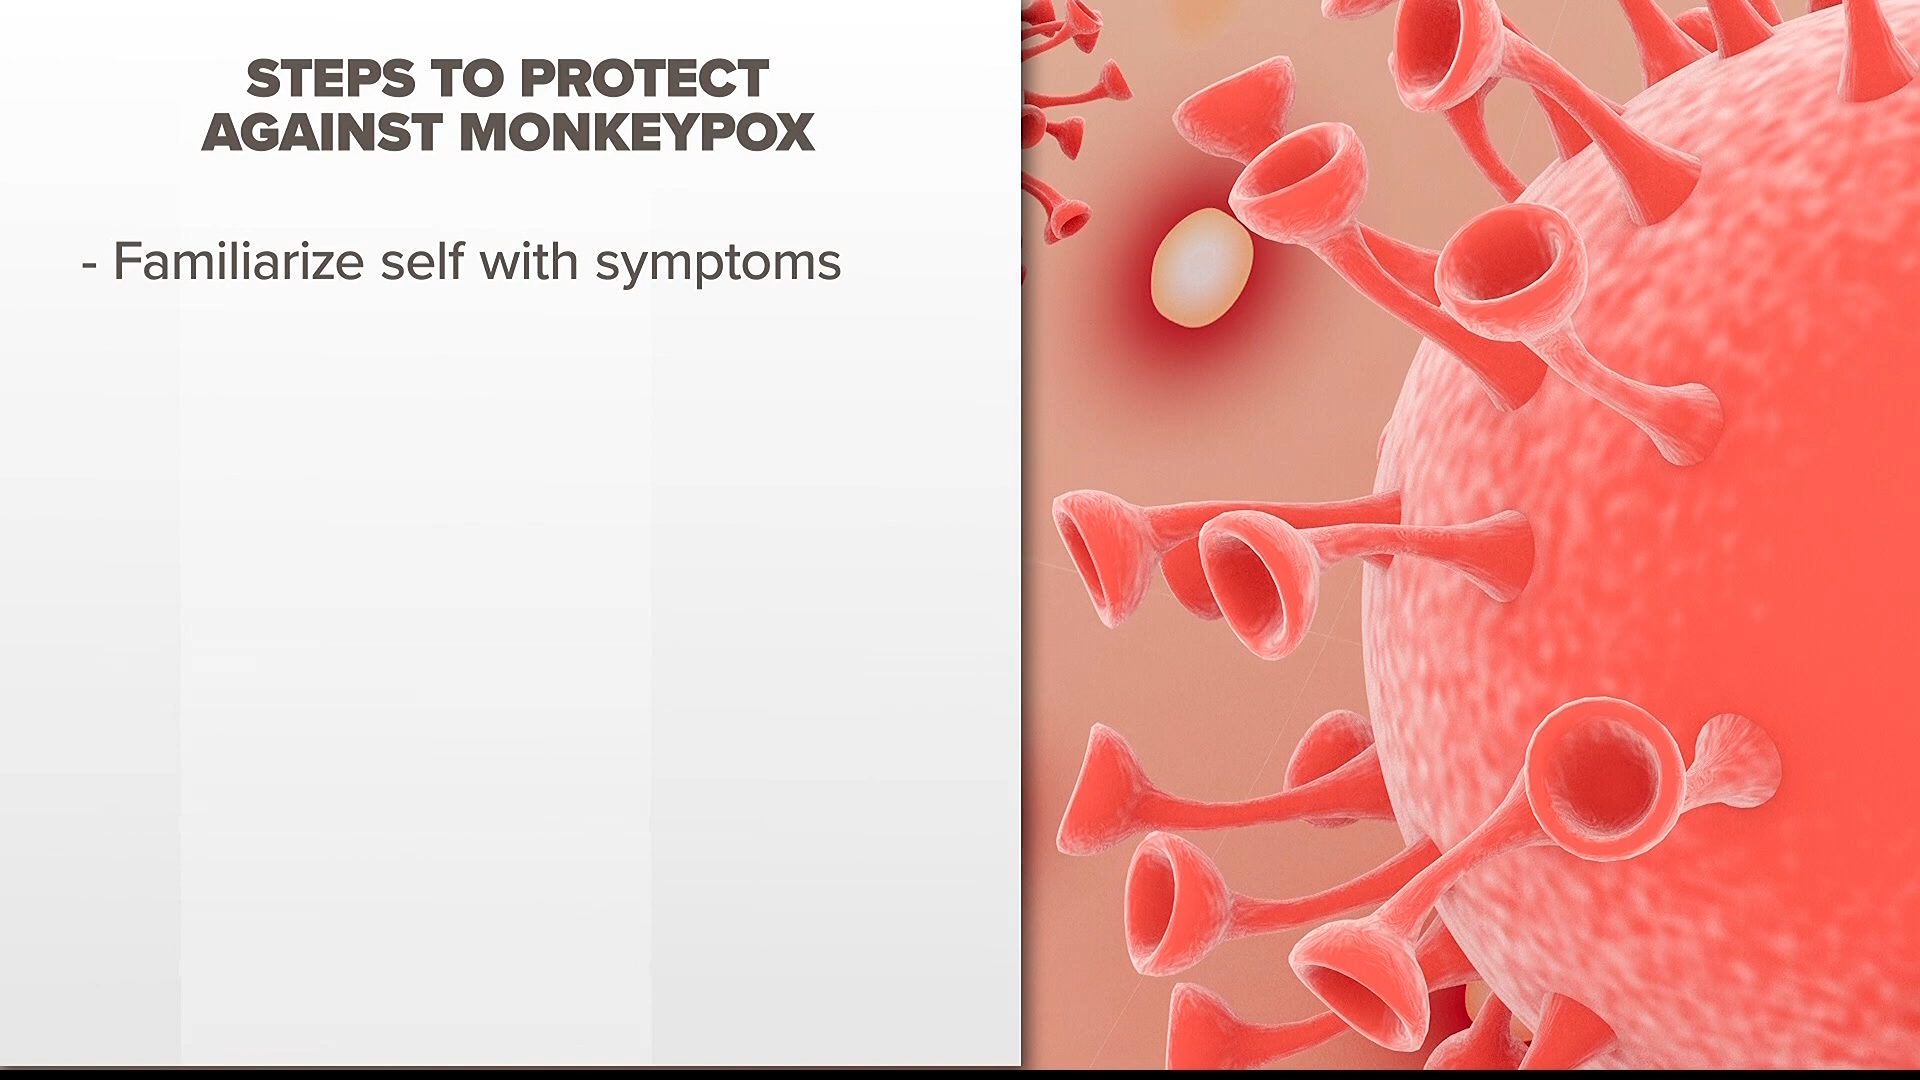 STEPS TO PROTECT
AGAINST MONKEYPOX
- Familiarize self with symptoms